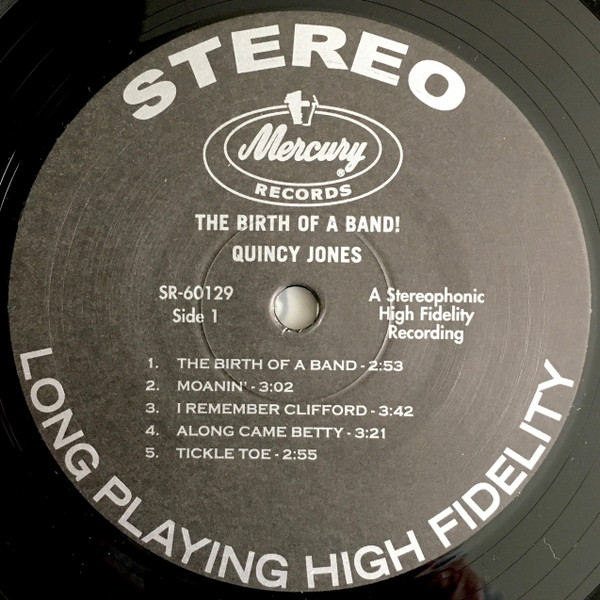 STEREO
Mercury
®
RECORDS
THE BIRTH OF A BAND!
QUINCY JONES
SR-60129
Side 1
A Stereophonic
High Fidelity
Recording
1. THE BIRTH OF A BAND - 2:53
2. MOANIN' - 3:02
3. I REMEMBER CLIFFORD - 3:42
4. ALONG CAME BETTY - 3:21
5. TICKLE TOE - 2:55
LONG PLAYING HIGH FIDELITY